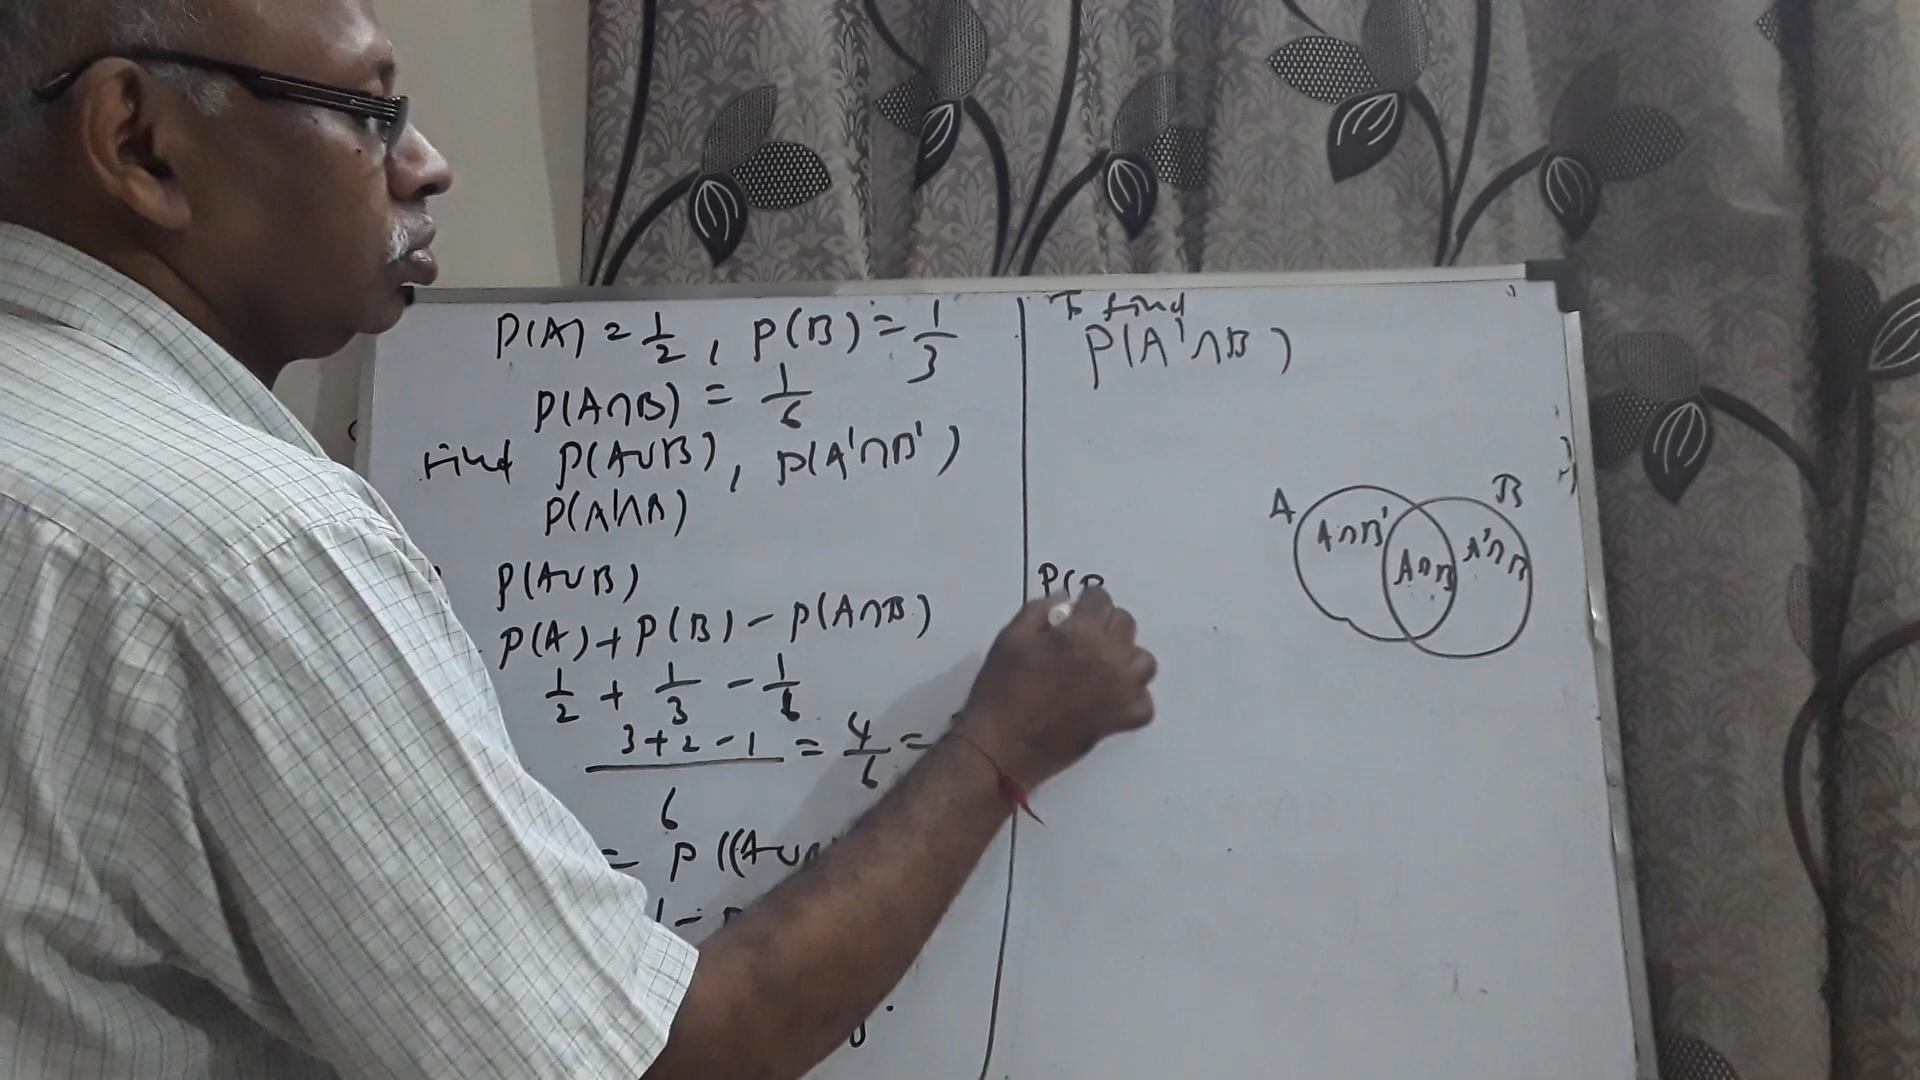 P(A) = 1/2, P(B) = 1/3
P(A∩B) = 1/6
Find P(A∪B), P(A'∩B')
P(A'∩B)
P(A∪B)
P(A) + P(B) - P(A∩B)
1/2 + 1/3 - 1/6
3+2-1 / 6 = 4/6 =
= P((A∪
1 -
To find
P(A'∩B)
A B
A∩B' A∩B A'∩B
P(B